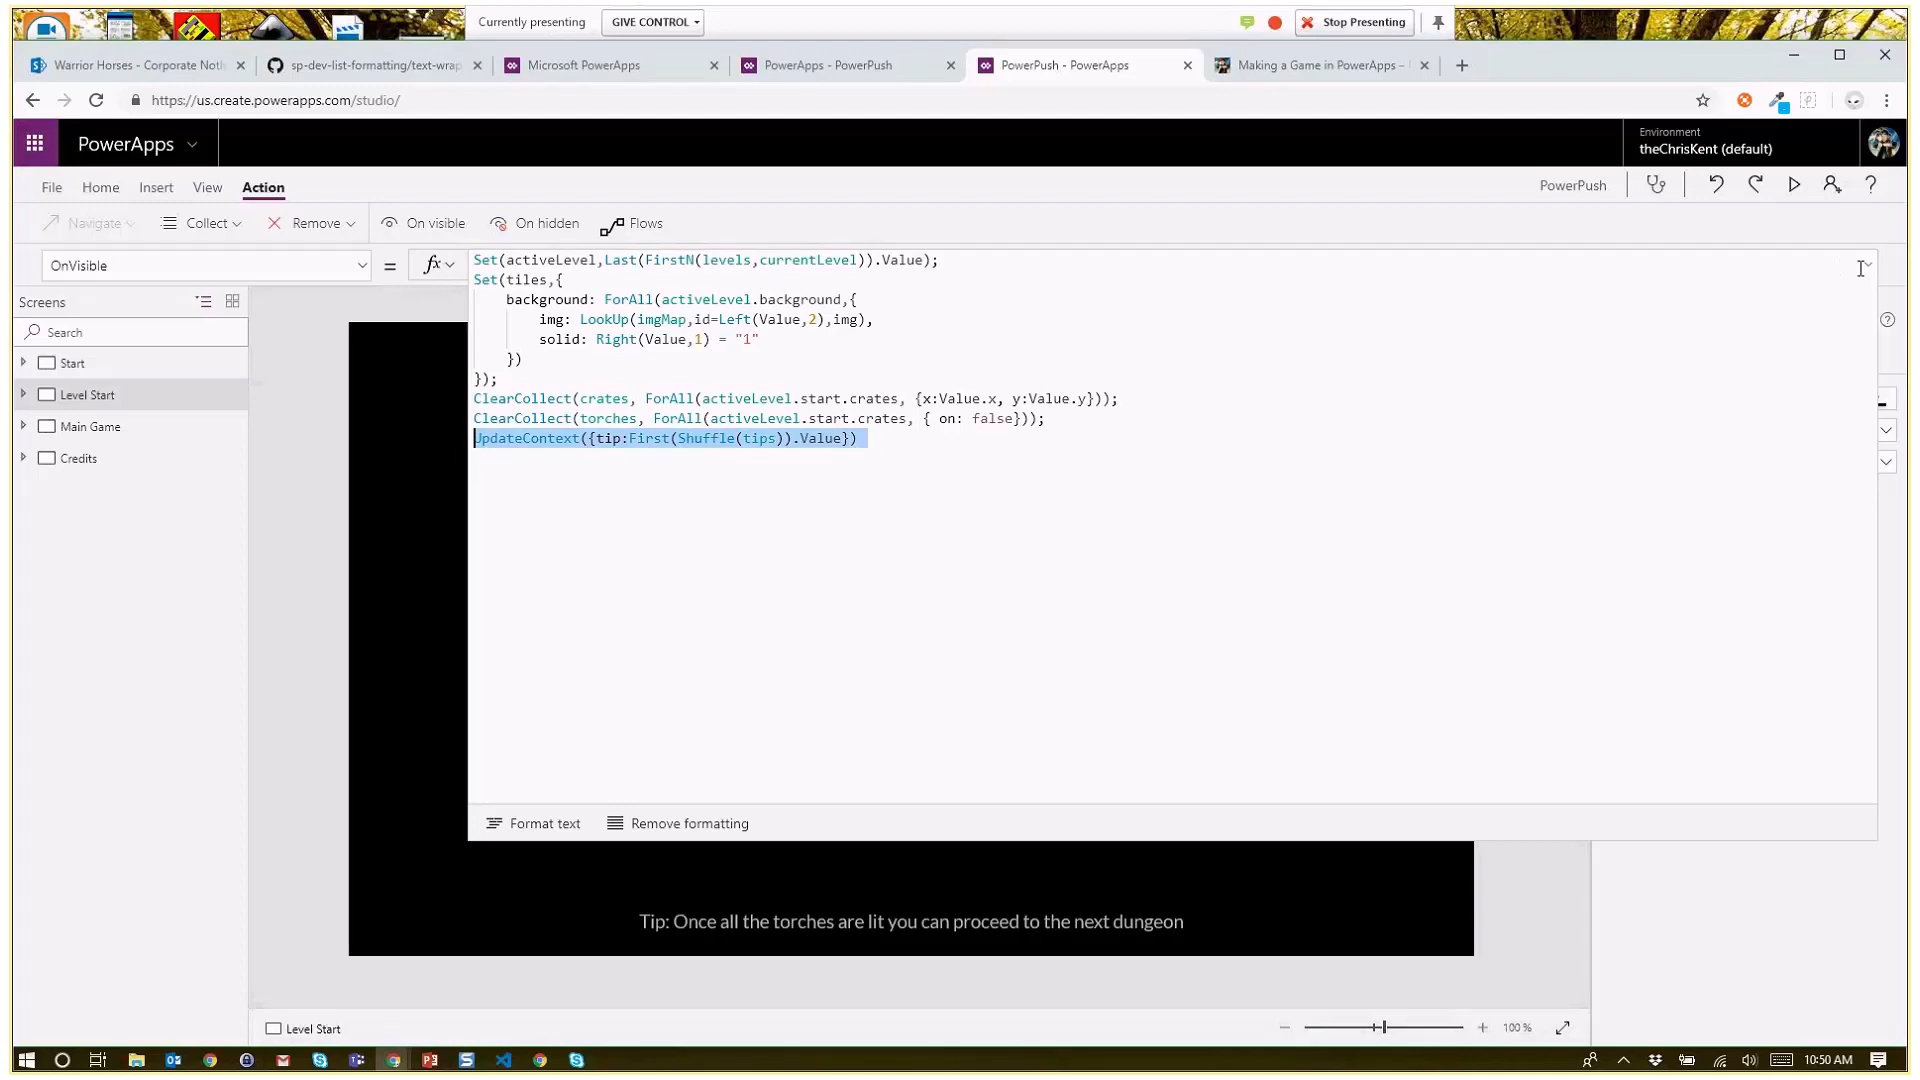 Currently presenting
GIVE CONTROL
Stop Presenting
Warrior Horses - Corporate Noth
sp-dev-list-formatting/text-wrap
Microsoft PowerApps
PowerApps - PowerPush
PowerPush - PowerApps
Making a Game in PowerApps –
https://us.create.powerapps.com/studio/
PowerApps
Environment
theChrisKent (default)
File
Home
Insert
View
Action
PowerPush
Navigate
Collect
Remove
On visible
On hidden
Flows
OnVisible
=
fx
Set(activeLevel,Last(FirstN(levels,currentLevel)).Value);
Set(tiles,{
background: ForAll(activeLevel.background,{
img: LookUp(imgMap,id=Left(Value,2),img),
solid: Right(Value,1) = "1"
})
});
ClearCollect(crates, ForAll(activeLevel.start.crates, {x:Value.x, y:Value.y}));
ClearCollect(torches, ForAll(activeLevel.start.crates, { on: false}));
UpdateContext({tip:First(Shuffle(tips)).Value})
Screens
Search
Start
Level Start
Main Game
Credits
Format text
Remove formatting
Tip: Once all the torches are lit you can proceed to the next dungeon
Level Start
100 %
10:50 AM